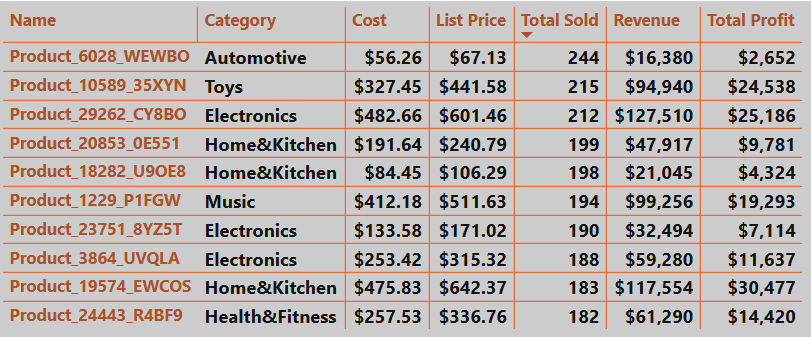 Name Category Cost List Price Total Sold Revenue Total Profit
Product_6028_WEWBO Automotive $56.26 $67.13 244 $16,380 $2,652
Product_10589_35XYN Toys $327.45 $441.58 215 $94,940 $24,538
Product_29262_CY8BO Electronics $482.66 $601.46 212 $127,510 $25,186
Product_20853_0E551 Home&Kitchen $191.64 $240.79 199 $47,917 $9,781
Product_18282_U9OE8 Home&Kitchen $84.45 $106.29 198 $21,045 $4,324
Product_1229_P1FGW Music $412.18 $511.63 194 $99,256 $19,293
Product_23751_8YZ5T Electronics $133.58 $171.02 190 $32,494 $7,114
Product_3864_UVQLA Electronics $253.42 $315.32 188 $59,280 $11,637
Product_19574_EWCOS Home&Kitchen $475.83 $642.37 183 $117,554 $30,477
Product_24443_R4BF9 Health&Fitness $257.53 $336.76 182 $61,290 $14,420